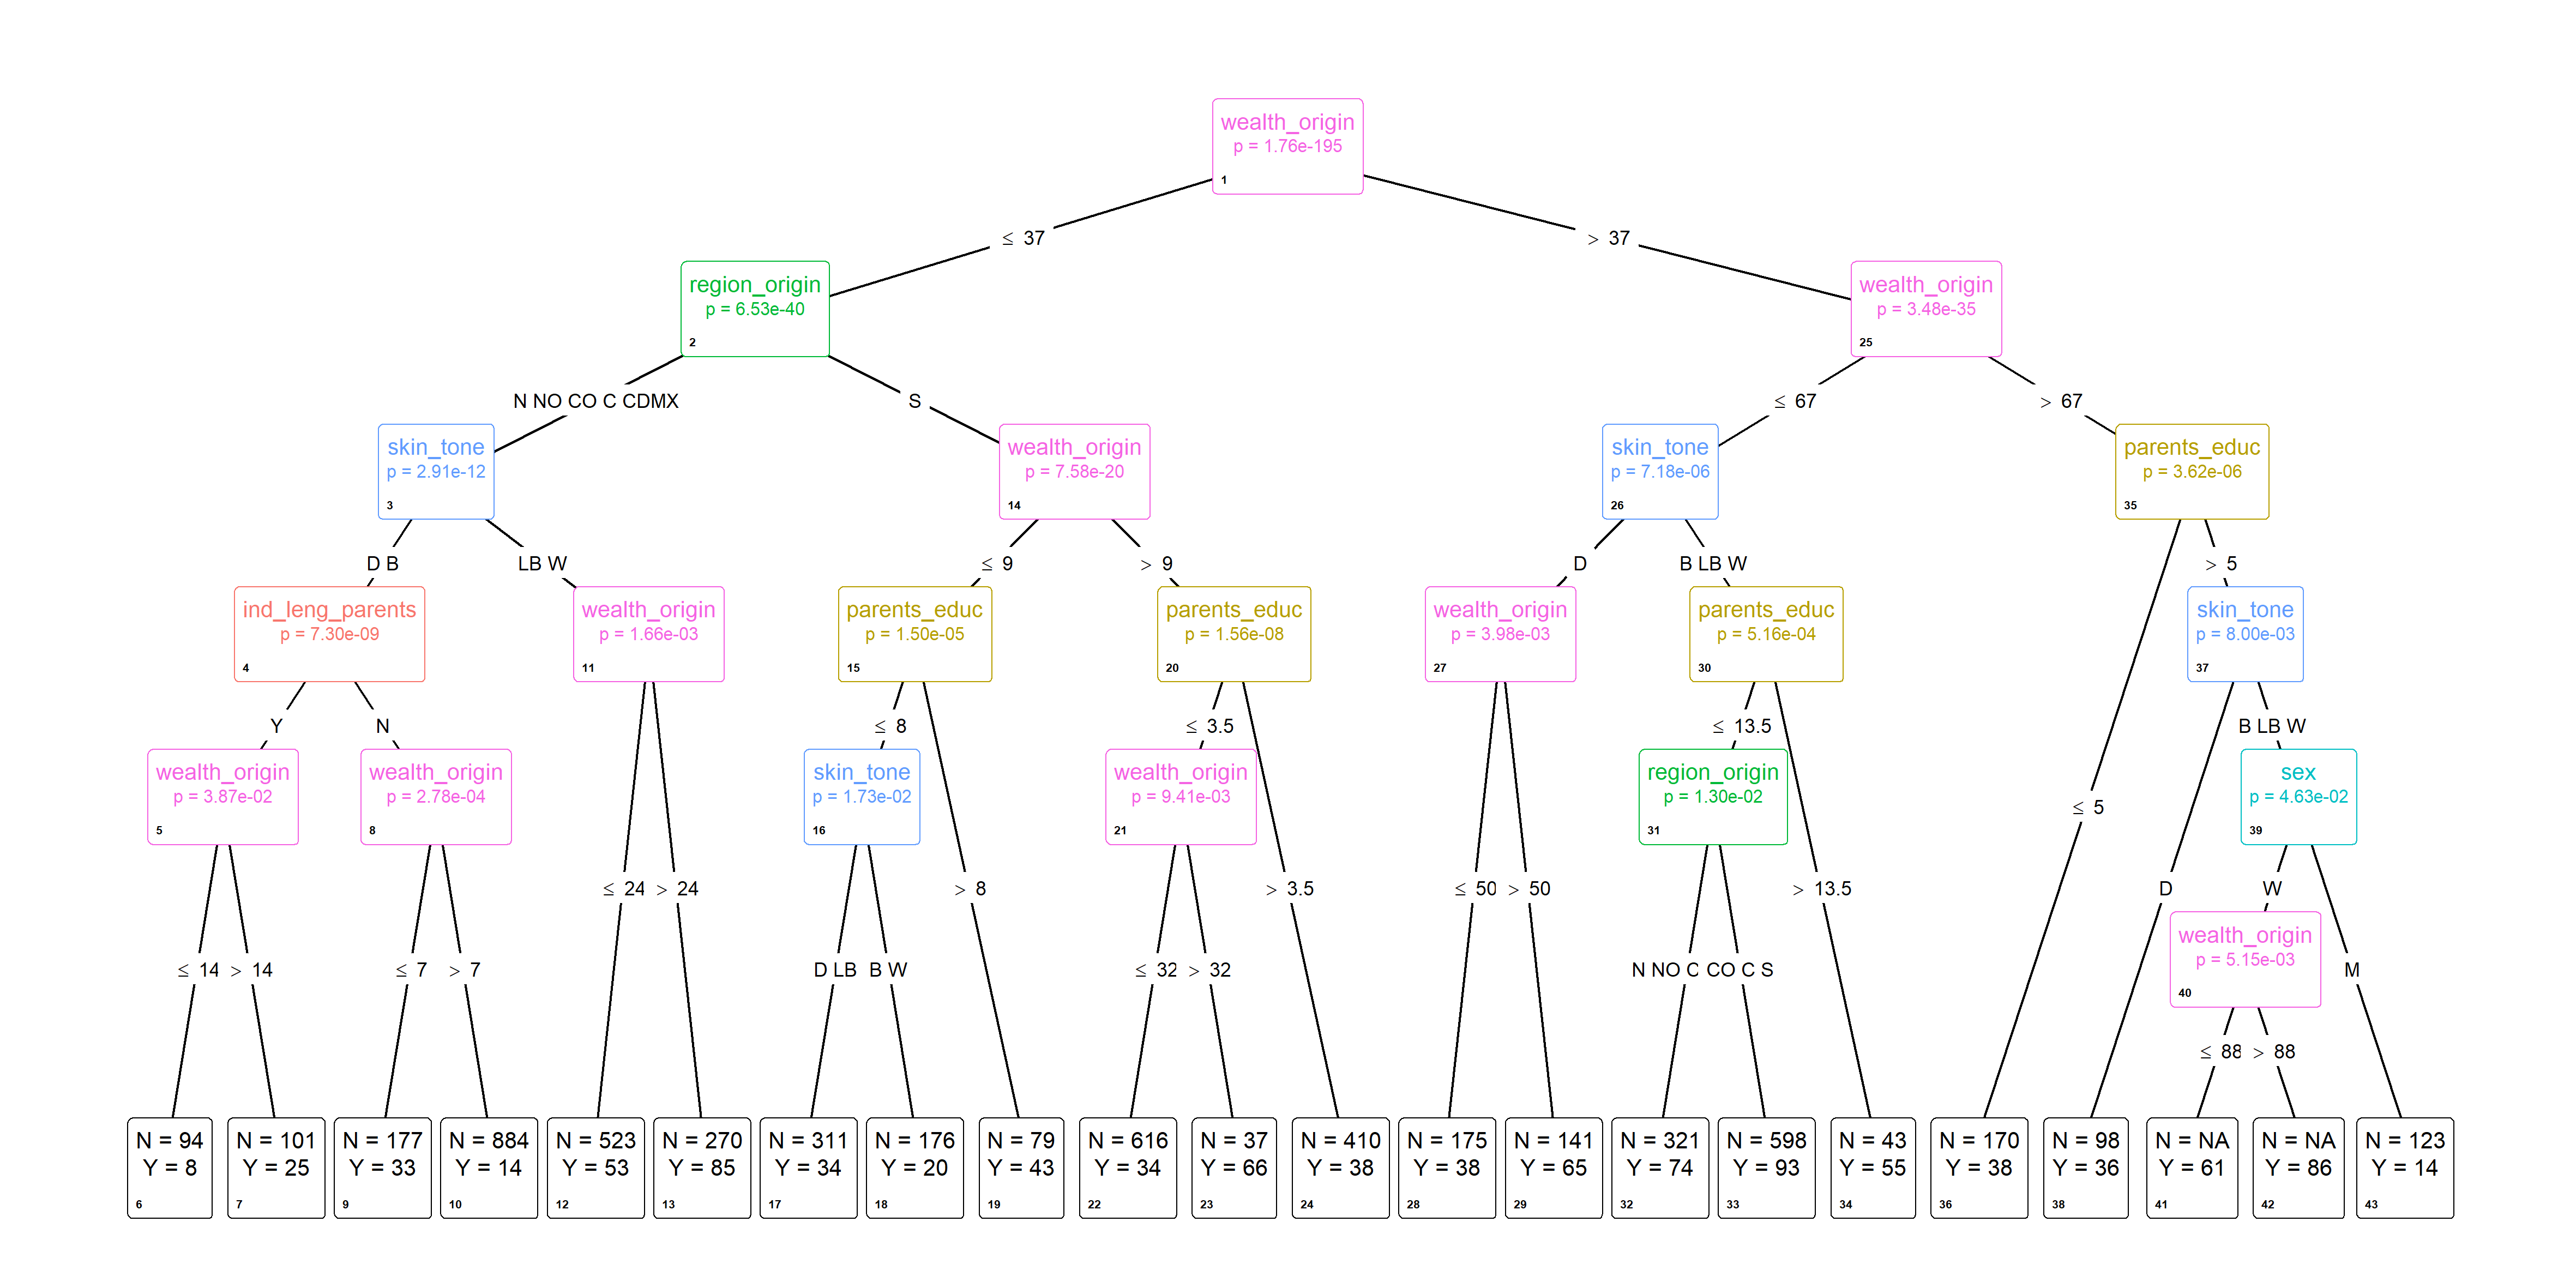 wealth_origin
p = 1.76e-195
1
≤ 37
> 37
region_origin
p = 6.53e-40
2
wealth_origin
p = 3.48e-35
25
N NO CO C CDMX
S
≤ 67
> 67
skin_tone
p = 2.91e-12
3
wealth_origin
p = 7.58e-20
14
skin_tone
p = 7.18e-06
26
parents_educ
p = 3.62e-06
35
D B
LB W
≤ 9
> 9
D
B LB W
> 5
ind_leng_parents
p = 7.30e-09
4
wealth_origin
p = 1.66e-03
11
parents_educ
p = 1.50e-05
15
parents_educ
p = 1.56e-08
20
wealth_origin
p = 3.98e-03
27
parents_educ
p = 5.16e-04
30
skin_tone
p = 8.00e-03
37
Y
N
≤ 8
≤ 3.5
≤ 13.5
B LB W
wealth_origin
p = 3.87e-02
5
wealth_origin
p = 2.78e-04
8
skin_tone
p = 1.73e-02
16
wealth_origin
p = 9.41e-03
21
region_origin
p = 1.30e-02
31
sex
p = 4.63e-02
39
≤ 5
≤ 24
> 24
> 8
> 3.5
≤ 50
> 50
> 13.5
D
W
wealth_origin
p = 5.15e-03
40
≤ 14
> 14
≤ 7
> 7
D LB
B W
≤ 32
> 32
N NO C
CO C S
M
≤ 88
> 88
N = 94
Y = 8
6
N = 101
Y = 25
7
N = 177
Y = 33
9
N = 884
Y = 14
10
N = 523
Y = 53
12
N = 270
Y = 85
13
N = 311
Y = 34
17
N = 176
Y = 20
18
N = 79
Y = 43
19
N = 616
Y = 34
22
N = 37
Y = 66
23
N = 410
Y = 38
24
N = 175
Y = 38
28
N = 141
Y = 65
29
N = 321
Y = 74
32
N = 598
Y = 93
33
N = 43
Y = 55
34
N = 170
Y = 38
36
N = 98
Y = 36
38
N = NA
Y = 61
41
N = NA
Y = 86
42
N = 123
Y = 14
43